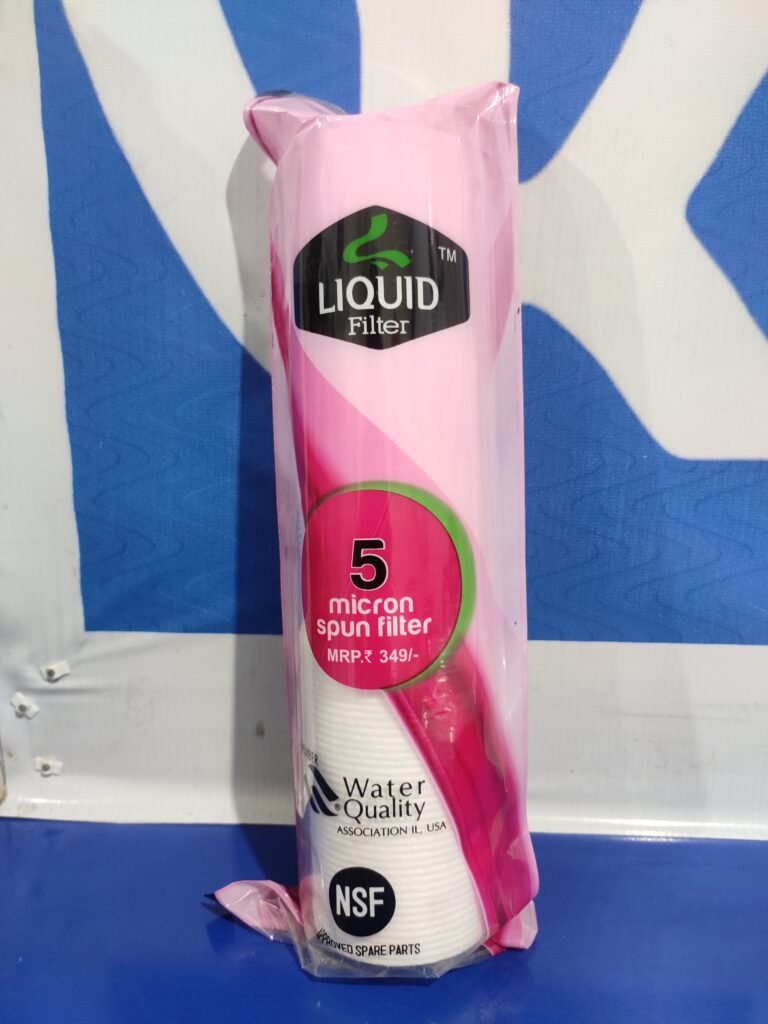 TM
LIQUID
Filter
5
micron
spun filter
MRP.₹ 349/-
Water
® Quality
ASSOCIATION IL, USA
NSF
APPROVED SPARE PARTS